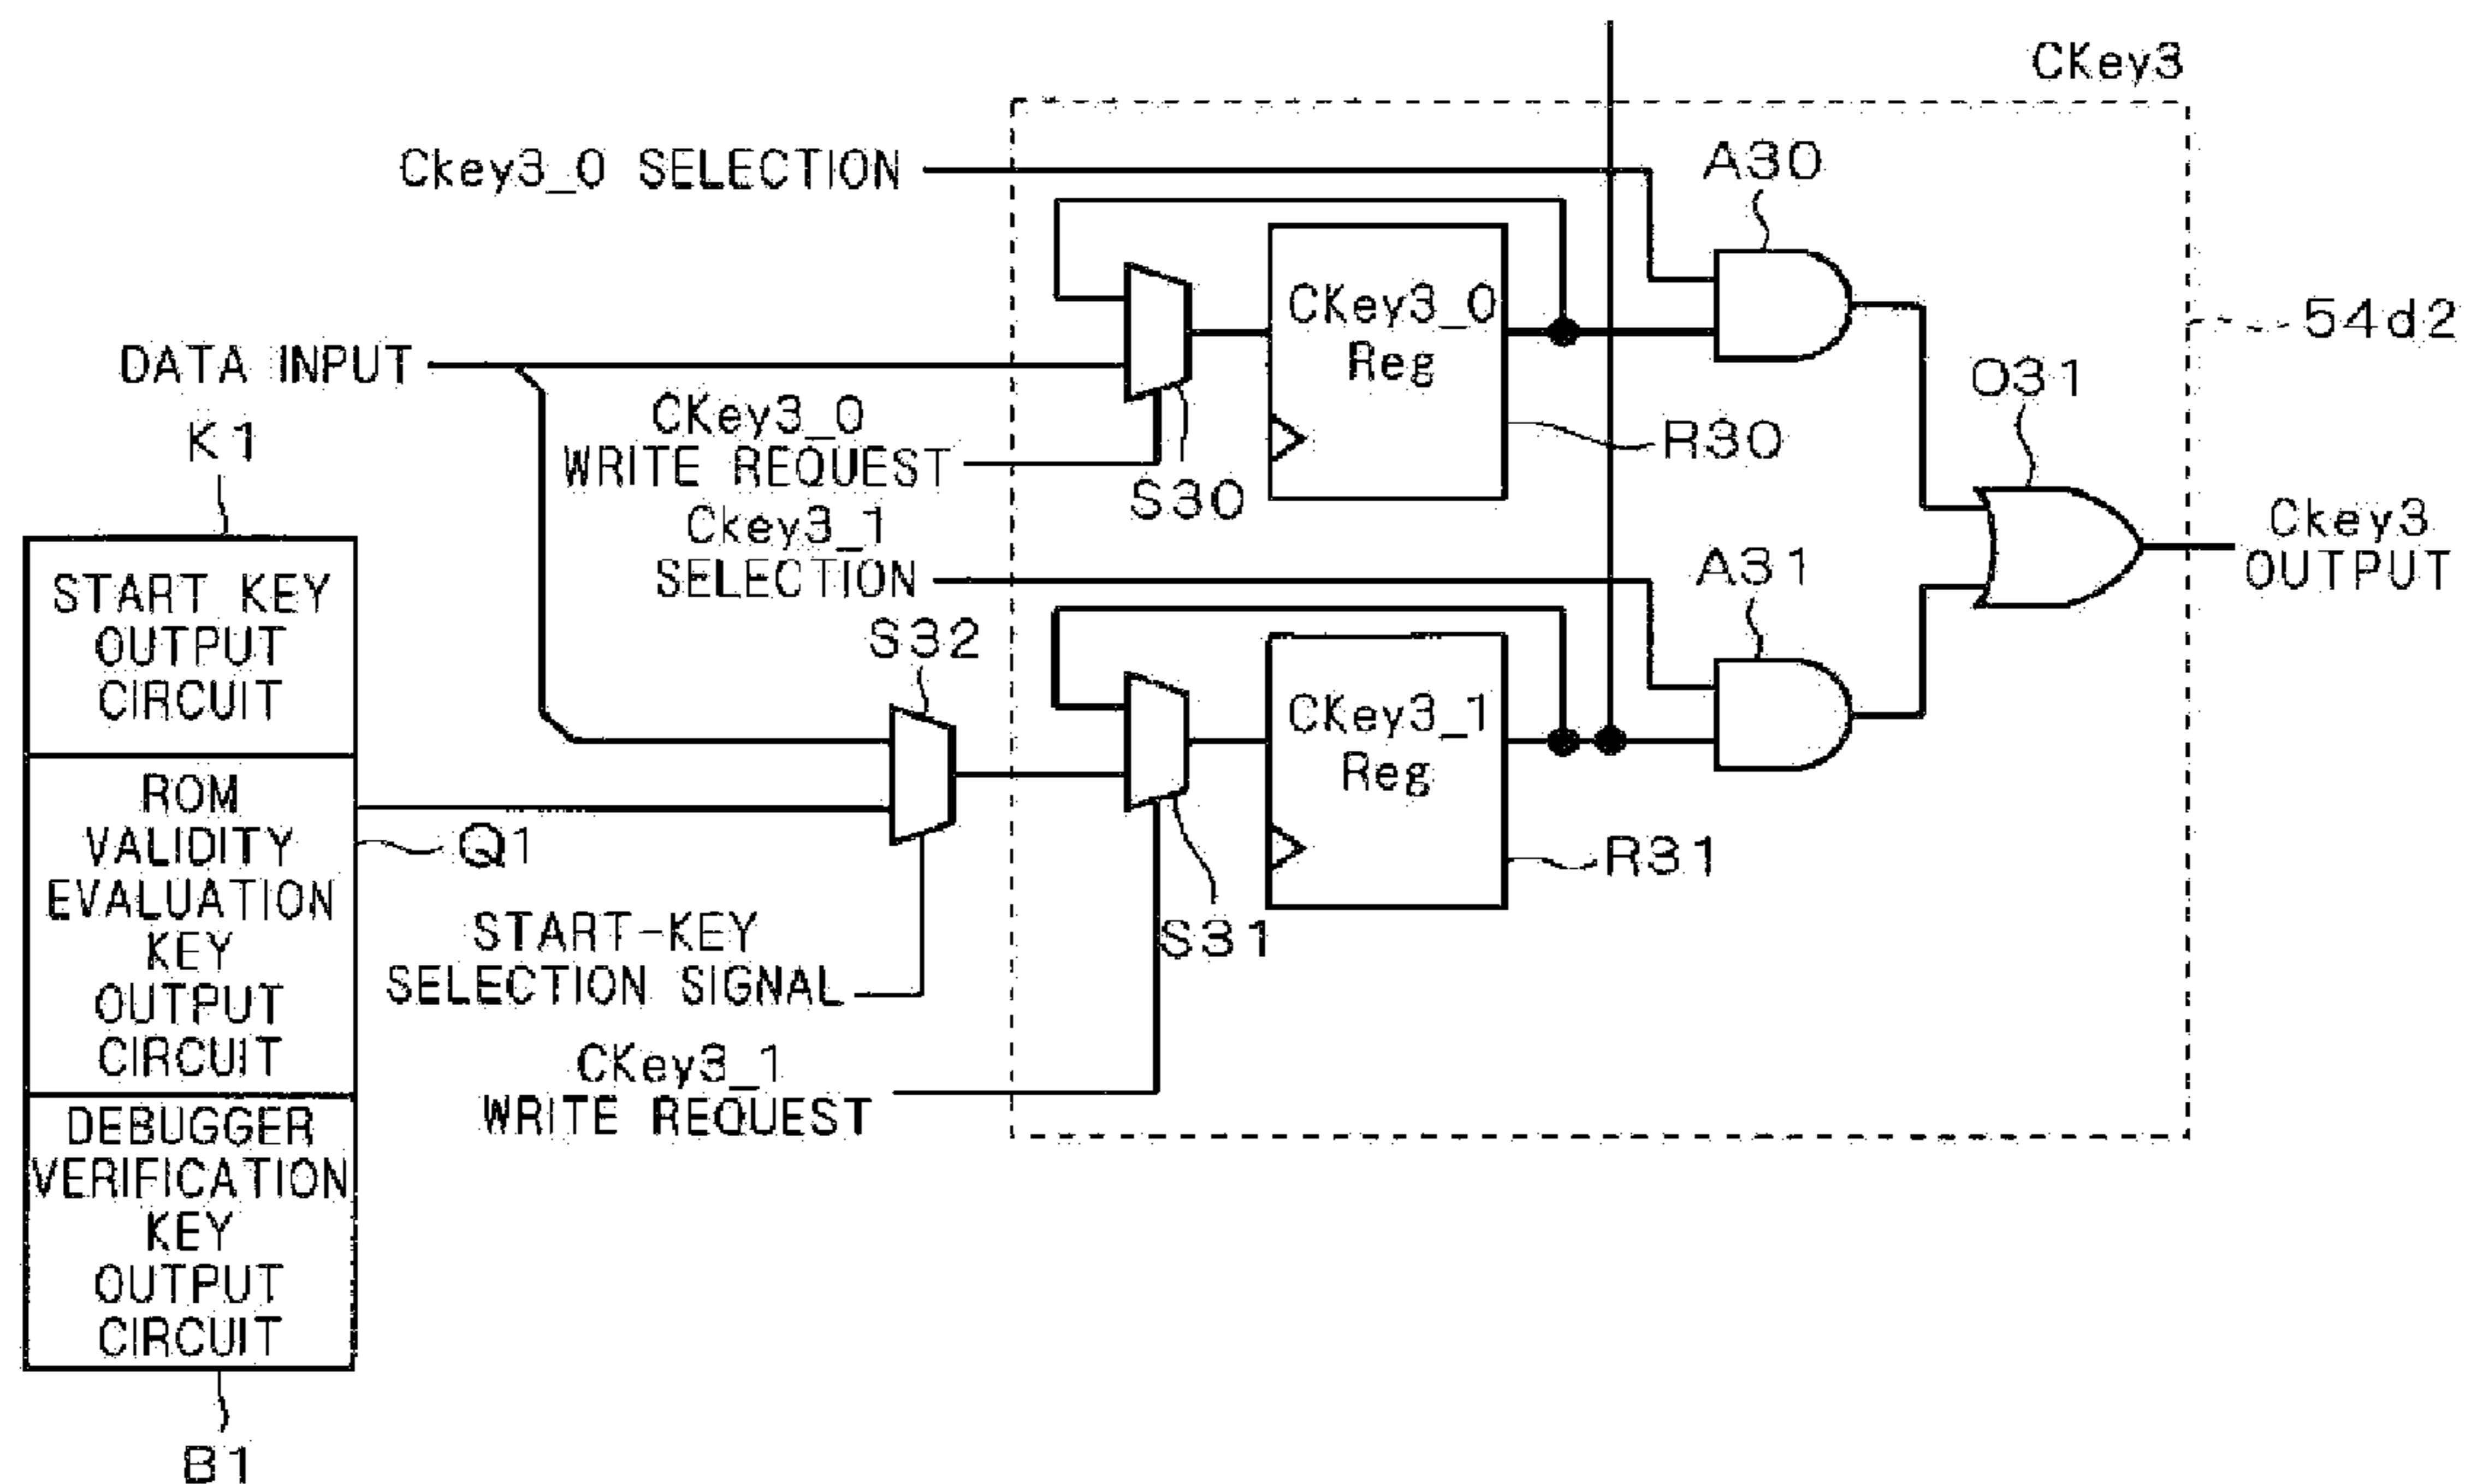 CKey3
Ckey3_0 SELECTION
A30
CKey3_0
Reg
54d2
DATA INPUT
O31
K1
CKey3_0
WRITE REQUEST
S30
R30
Ckey3_1
SELECTION
Ckey3
OUTPUT
A31
START KEY
OUTPUT
CIRCUIT
S32
CKey3_1
Reg
ROM
VALIDITY
EVALUATION
KEY
OUTPUT
CIRCUIT
Q1
R31
START-KEY
SELECTION SIGNAL
S31
CKey3_1
WRITE REQUEST
DEBUGGER
VERIFICATION
KEY
OUTPUT
CIRCUIT
B1